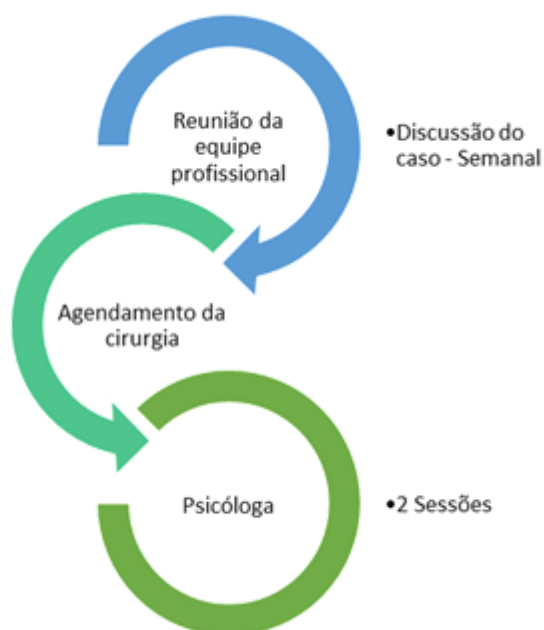 Reunião da
equipe
profissional
•Discussão do
caso - Semanal
Agendamento da
cirurgia
Psicóloga
•2 Sessões